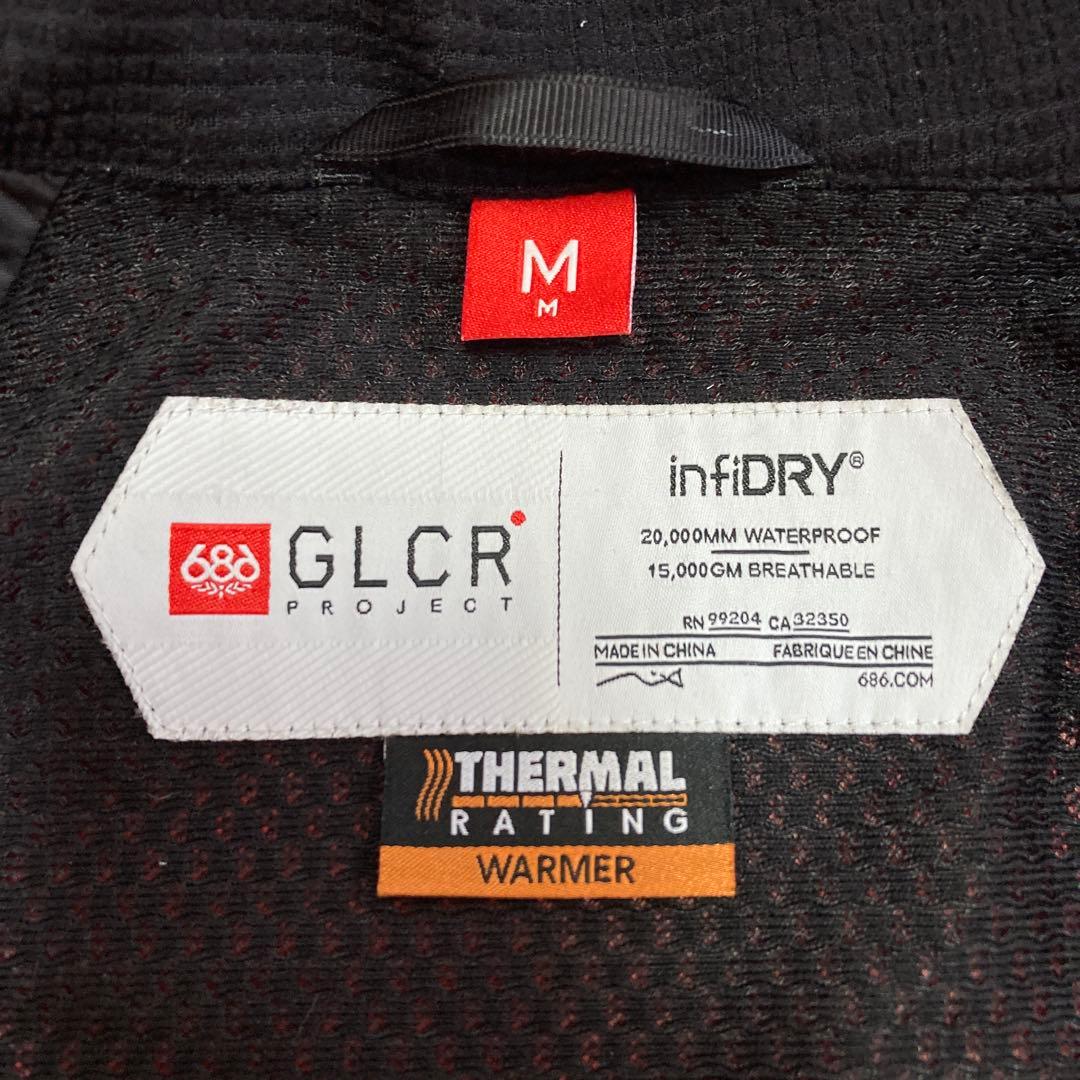 M
M
686 GLCR
PROJECT
infiDRY®
20,000MM WATERPROOF
15,000GM BREATHABLE
RN 99204 CA 32350
MADE IN CHINA FABRIQUE EN CHINE
686.COM
THERMAL
RATING
WARMER